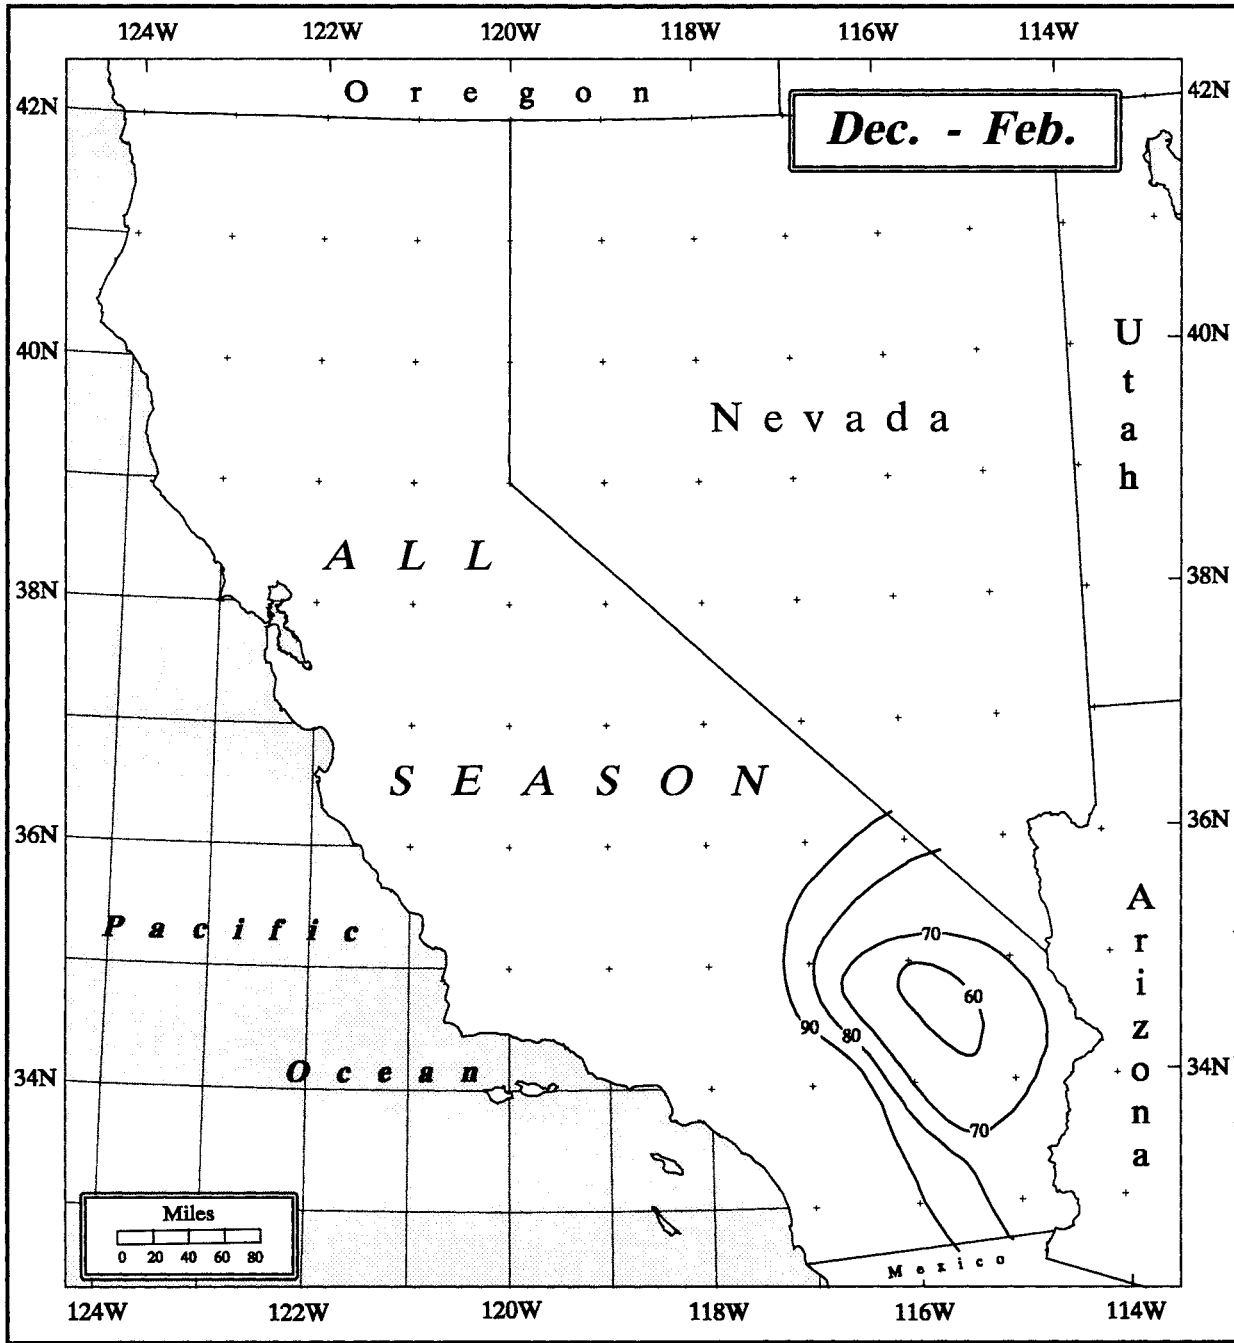 124W 122W 120W 118W 116W 114W
O r e g o n
42N 42N
Dec. - Feb.
40N 40N
U t a h
N e v a d a
A L L
38N 38N
S E A S O N
36N 36N
A r i z o n a
P a c i f i c
70
60
90 80
O c e a n
34N 34N
70
Miles
0 20 40 60 80
M e x i c o
124W 122W 120W 118W 116W 114W